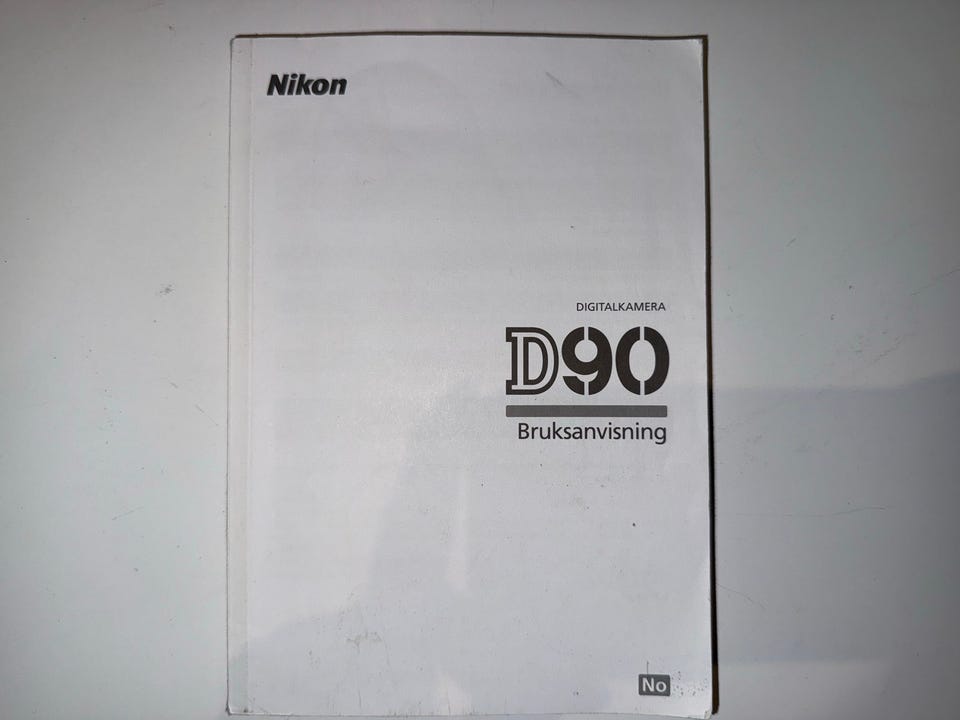 Nikon
DIGITALKAMERA
D90
Bruksanvisning
No